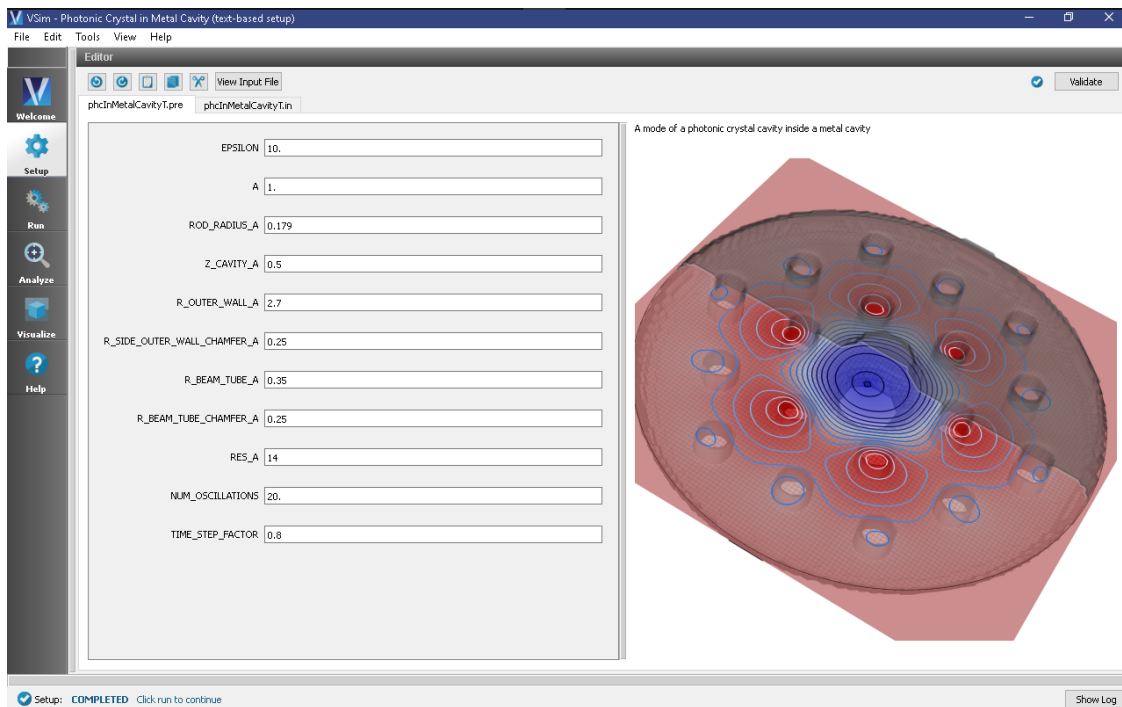 VSim - Photonic Crystal in Metal Cavity (text-based setup)
File Edit Tools View Help
Editor
View Input File
Validate
phcInMetalCavityT.pre phcInMetalCavityT.in
Welcome
Setup
Run
Analyze
Visualize
Help
EPSILON 10.
A 1.
ROD_RADIUS_A 0.179
Z_CAVITY_A 0.5
R_OUTER_WALL_A 2.7
R_SIDE_OUTER_WALL_CHAMFER_A 0.25
R_BEAM_TUBE_A 0.35
R_BEAM_TUBE_CHAMFER_A 0.25
RES_A 14
NUM_OSCILLATIONS 20.
TIME_STEP_FACTOR 0.8
A mode of a photonic crystal cavity inside a metal cavity
Setup: COMPLETED Click run to continue
Show Log